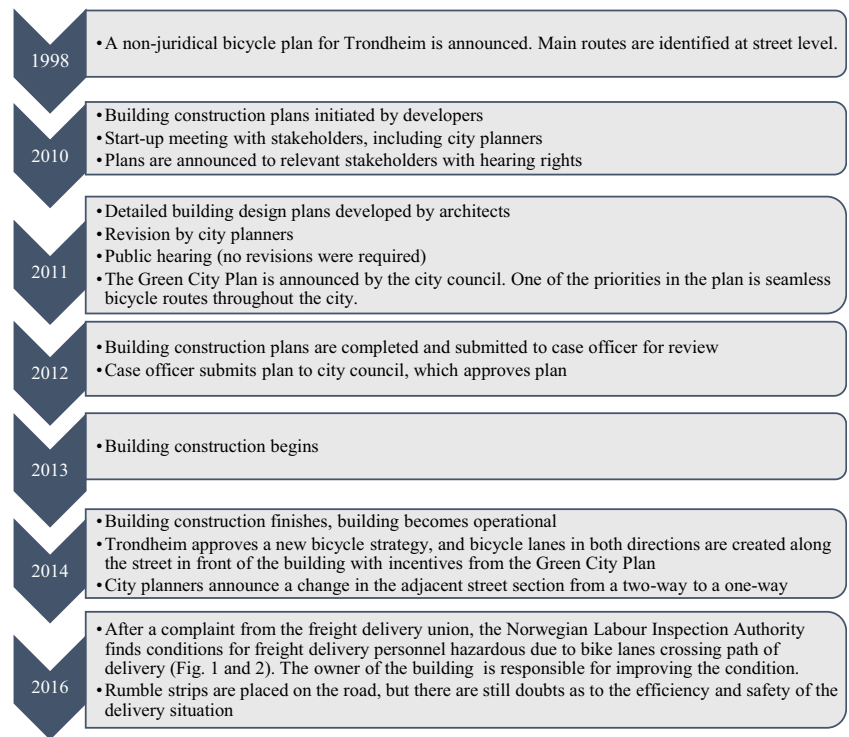 1998
•A non-juridical bicycle plan for Trondheim is announced. Main routes are identified at street level.
2010
•Building construction plans initiated by developers
•Start-up meeting with stakeholders, including city planners
•Plans are announced to relevant stakeholders with hearing rights
2011
•Detailed building design plans developed by architects
•Revision by city planners
•Public hearing (no revisions were required)
•The Green City Plan is announced by the city council. One of the priorities in the plan is seamless
bicycle routes throughout the city.
2012
•Building construction plans are completed and submitted to case officer for review
•Case officer submits plan to city council, which approves plan
2013
•Building construction begins
2014
•Building construction finishes, building becomes operational
•Trondheim approves a new bicycle strategy, and bicycle lanes in both directions are created along
the street in front of the building with incentives from the Green City Plan
•City planners announce a change in the adjacent street section from a two-way to a one-way
2016
•After a complaint from the freight delivery union, the Norwegian Labour Inspection Authority
finds conditions for freight delivery personnel hazardous due to bike lanes crossing path of
delivery (Fig. 1 and 2). The owner of the building is responsible for improving the condition.
•Rumble strips are placed on the road, but there are still doubts as to the efficiency and safety of the
delivery situation